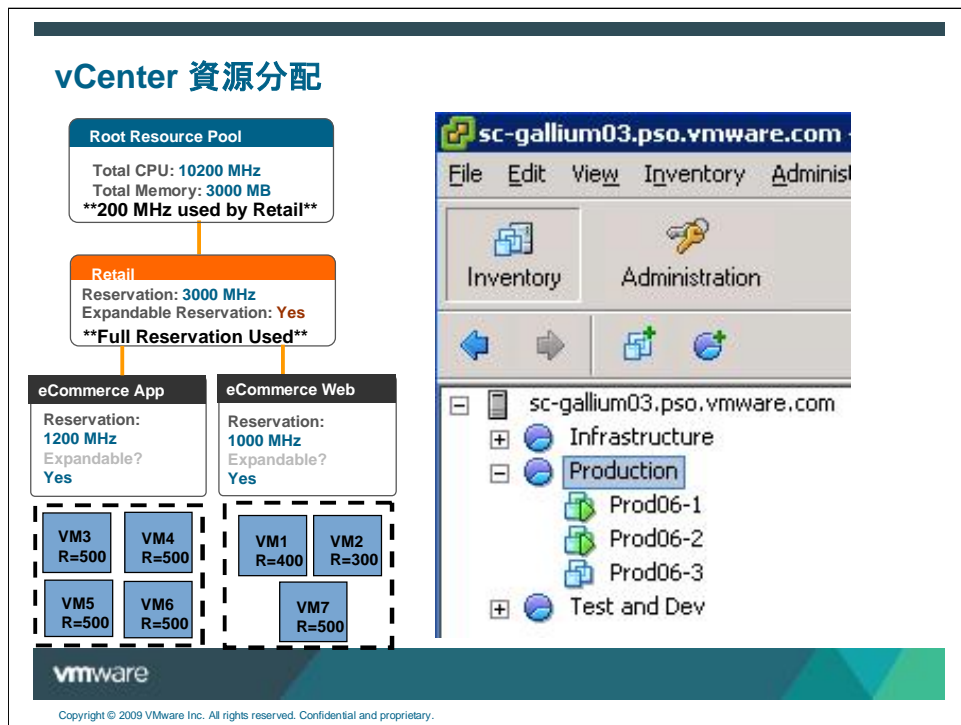 vCenter 資源分配
Root Resource Pool
Total CPU: 10200 MHz
Total Memory: 3000 MB
**200 MHz used by Retail**
Retail
Reservation: 3000 MHz
Expandable Reservation: Yes
**Full Reservation Used**
eCommerce App
Reservation:
1200 MHz
Expandable?
Yes
eCommerce Web
Reservation:
1000 MHz
Expandable?
Yes
VM3
R=500
VM4
R=500
VM5
R=500
VM6
R=500
VM1
R=400
VM2
R=300
VM7
R=500
sc-gallium03.pso.vmware.com -
File Edit View Inventory Adminis
Inventory
Administration
sc-gallium03.pso.vmware.com
Infrastructure
Production
Prod06-1
Prod06-2
Prod06-3
Test and Dev
vmware
Copyright © 2009 VMware Inc. All rights reserved. Confidential and proprietary.